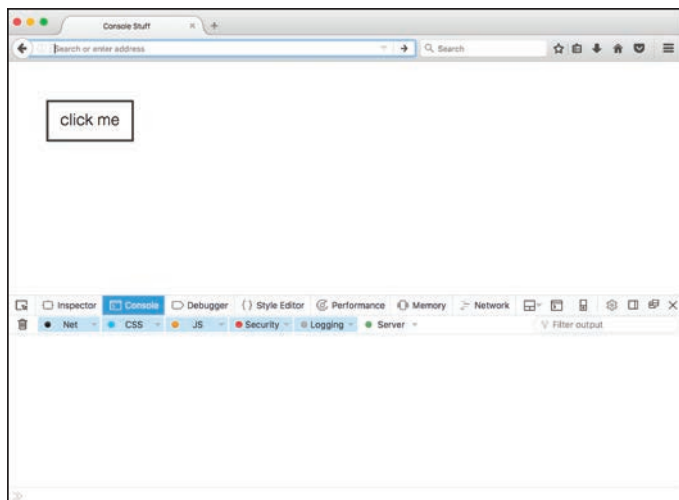 Console Stuff
Search or enter address
Search
click me
Inspector Console Debugger { } Style Editor Performance Memory Network
Net CSS JS Security Logging Server Filter output